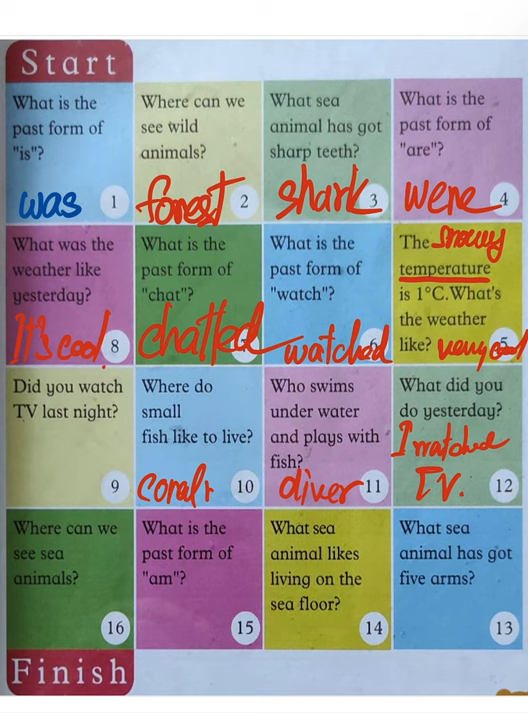 Start
What is the
past form of
"is"?
was
1
Where can we
see wild
animals?
forest
2
What sea
animal has got
sharp teeth?
shark
3
What is the
past form of
"are"?
were
4
What was the
weather like
yesterday?
It's cool
8
What is the
past form of
"chat"?
chatted
What is the
past form of
"watch"?
watched
6
The snowy
temperature
is 1°C.What's
the weather
like? very cool
5
Did you watch
TV last night?
9
Where do
small
fish like to live?
10
Who swims
under water
and plays with
fish?
diver
11
What did you
do yesterday?
I watched
TV.
12
Where can we
see sea
animals?
16
What is the
past form of
"am"?
15
What sea
animal likes
living on the
sea floor?
14
What sea
animal has got
five arms?
13
Finish